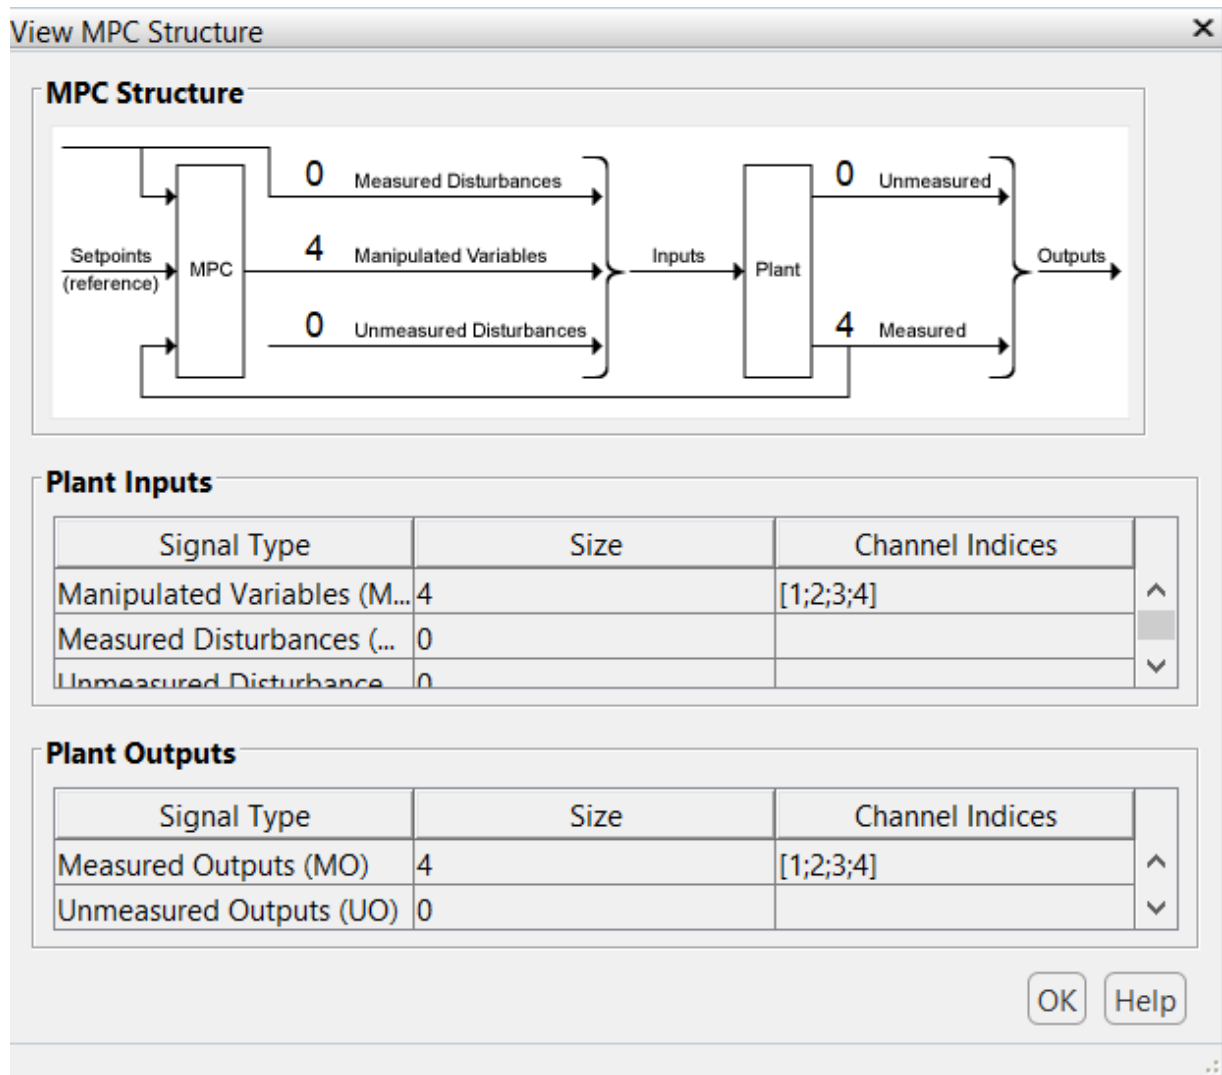 View MPC Structure
MPC Structure
0 Measured Disturbances
0 Unmeasured
Setpoints
(reference)
MPC
4 Manipulated Variables
Inputs
Plant
Outputs
0 Unmeasured Disturbances
4 Measured
Plant Inputs
Signal Type Size Channel Indices
Manipulated Variables (M... 4 [1;2;3;4]
Measured Disturbances (... 0
Unmeasured Disturbance 0
Plant Outputs
Signal Type Size Channel Indices
Measured Outputs (MO) 4 [1;2;3;4]
Unmeasured Outputs (UO) 0
OK Help